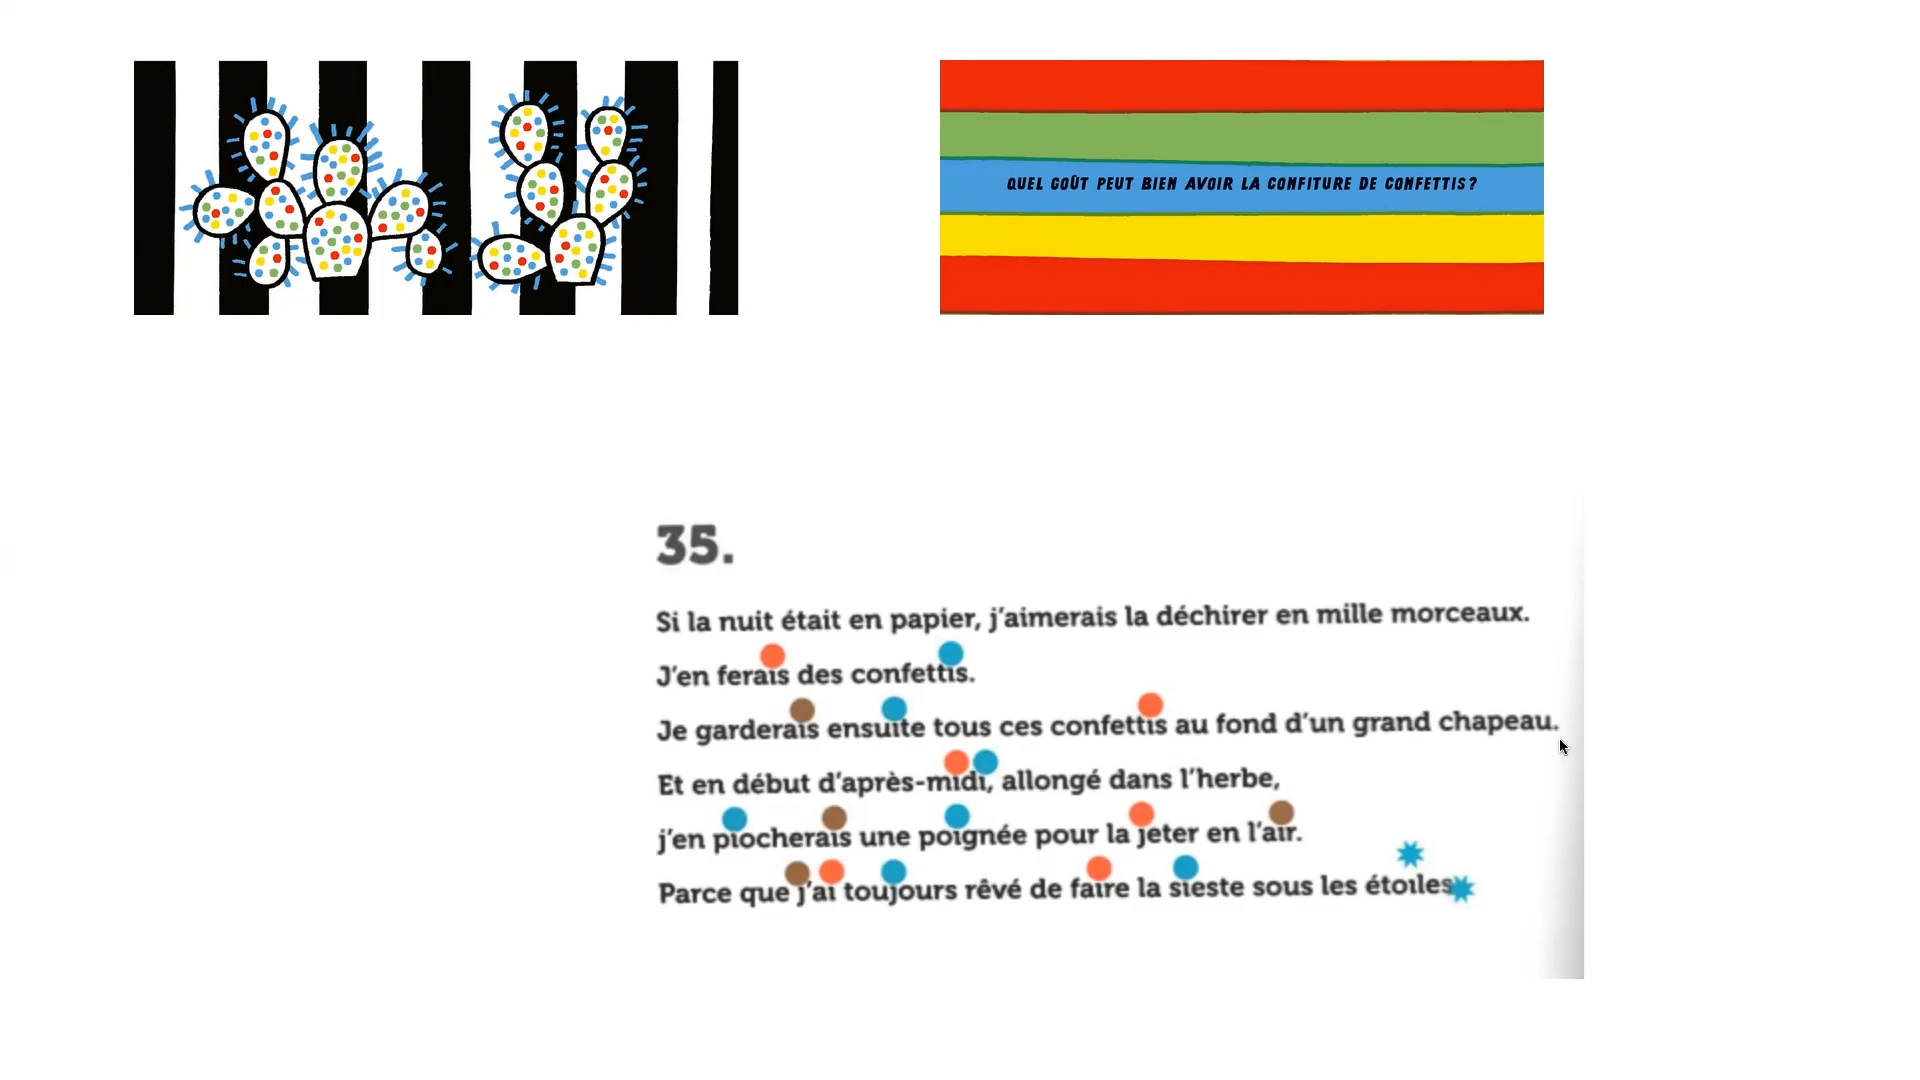 QUEL GOÛT PEUT BIEN AVOIR LA CONFITURE DE CONFETTIS?
35.
Si la nuit était en papier, j'aimerais la déchirer en mille morceaux.
J'en ferais des confettis.
Je garderais ensuite tous ces confettis au fond d'un grand chapeau.
Et en début d'après-midi, allongé dans l'herbe,
j'en piocherais une poignée pour la jeter en l'air.
Parce que j'ai toujours rêvé de faire la sieste sous les étoiles